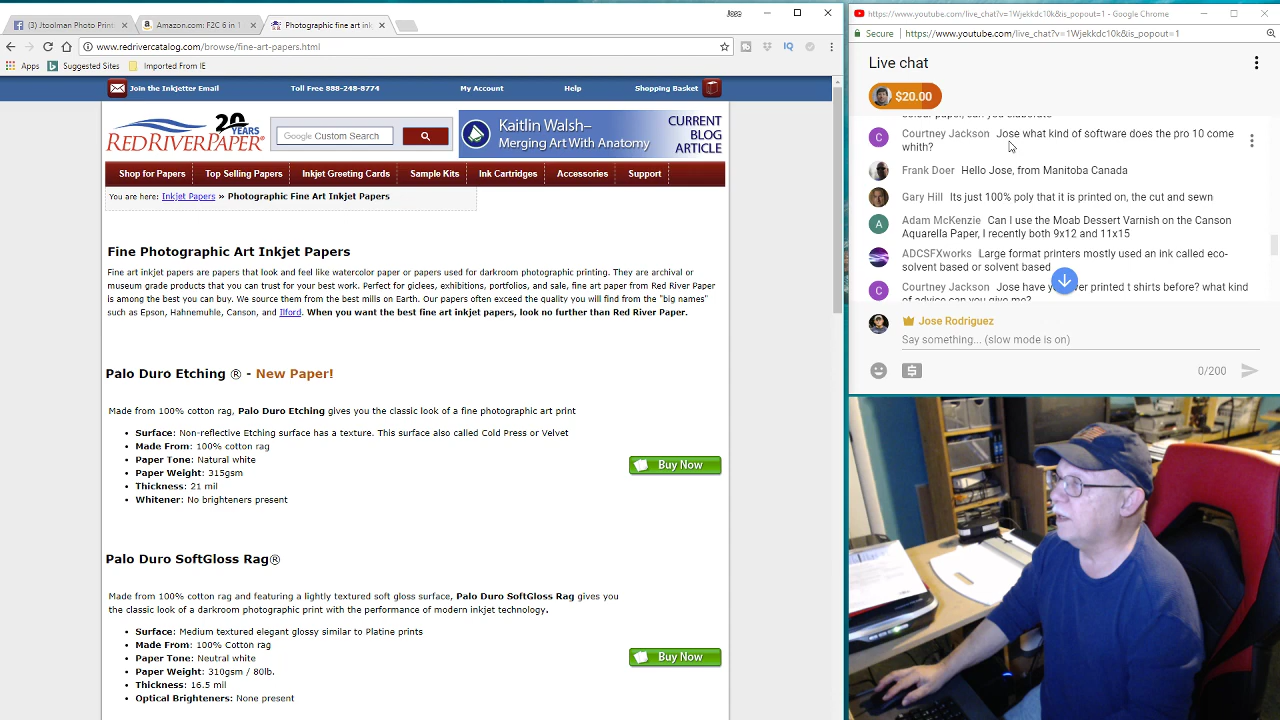 (3) Jtoolman Photo Print
Amazon.com: F2C 6 in 1
Photographic fine art ink
Jose
www.redrivercatalog.com/browse/fine-art-papers.html
IQ
Apps
Suggested Sites
Imported From IE
Join the Inkjetter Email
Toll Free 888-248-8774
My Account
Help
Shopping Basket
RED RIVER PAPER
20 YEARS
Google Custom Search
Kaitlin Walsh–
Merging Art With Anatomy
CURRENT
BLOG
ARTICLE
Shop for Papers
Top Selling Papers
Inkjet Greeting Cards
Sample Kits
Ink Cartridges
Accessories
Support
You are here: Inkjet Papers » Photographic Fine Art Inkjet Papers
Fine Photographic Art Inkjet Papers
Fine art inkjet papers are papers that look and feel like watercolor paper or papers used for darkroom photographic printing. They are archival or
museum grade products that you can trust for your best work. Perfect for giclees, exhibitions, portfolios, and sale, fine art paper from Red River Paper
is among the best you can buy. We source them from the best mills on Earth. Our papers often exceed the quality you will find from the "big names"
such as Epson, Hahnemuhle, Canson, and Ilford. When you want the best fine art inkjet papers, look no further than Red River Paper.
Palo Duro Etching ® - New Paper!
Made from 100% cotton rag, Palo Duro Etching gives you the classic look of a fine photographic art print
• Surface: Non-reflective Etching surface has a texture. This surface also called Cold Press or Velvet
• Made From: 100% cotton rag
• Paper Tone: Natural white
• Paper Weight: 315gsm
• Thickness: 21 mil
• Whitener: No brighteners present
Buy Now
Palo Duro SoftGloss Rag®
Made from 100% cotton rag and featuring a lightly textured soft gloss surface, Palo Duro SoftGloss Rag gives you
the classic look of a darkroom photographic print with the performance of modern inkjet technology.
• Surface: Medium textured elegant glossy similar to Platine prints
• Made From: 100% Cotton rag
• Paper Tone: Neutral white
• Paper Weight: 310gsm / 80lb.
• Thickness: 16.5 mil
• Optical Brighteners: None present
Buy Now
https://www.youtube.com/live_chat?v=1Wjekkdc10k&is_popout=1 - Google Chrome
Secure
https://www.youtube.com/live_chat?v=1Wjekkdc10k&is_popout=1
Live chat
$20.00
colour paper, can you elaborate
C Courtney Jackson Jose what kind of software does the pro 10 come
whith?
Frank Doer Hello Jose, from Manitoba Canada
Gary Hill Its just 100% poly that it is printed on, the cut and sewn
A Adam McKenzie Can I use the Moab Dessert Varnish on the Canson
Aquarella Paper, I recently both 9x12 and 11x15
ADCSFXworks Large format printers mostly used an ink called eco-
solvent based or solvent based
C Courtney Jackson Jose have you ever printed t shirts before? what kind
of advice can you give me?
Jose Rodriguez
Say something... (slow mode is on)
0/200